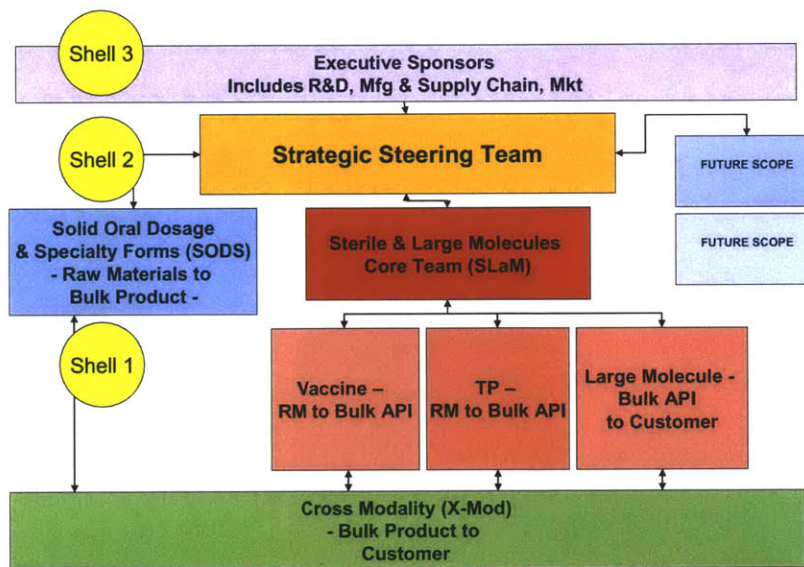 Shell 3
Executive Sponsors
Includes R&D, Mfg & Supply Chain, Mkt
Shell 2
Strategic Steering Team
FUTURE SCOPE
FUTURE SCOPE
Solid Oral Dosage
& Specialty Forms (SODS)
- Raw Materials to
Bulk Product -
Sterile & Large Molecules
Core Team (SLaM)
Shell 1
Vaccine –
RM to Bulk API
TP –
RM to Bulk API
Large Molecule -
Bulk API
to Customer
Cross Modality (X-Mod)
- Bulk Product to
Customer